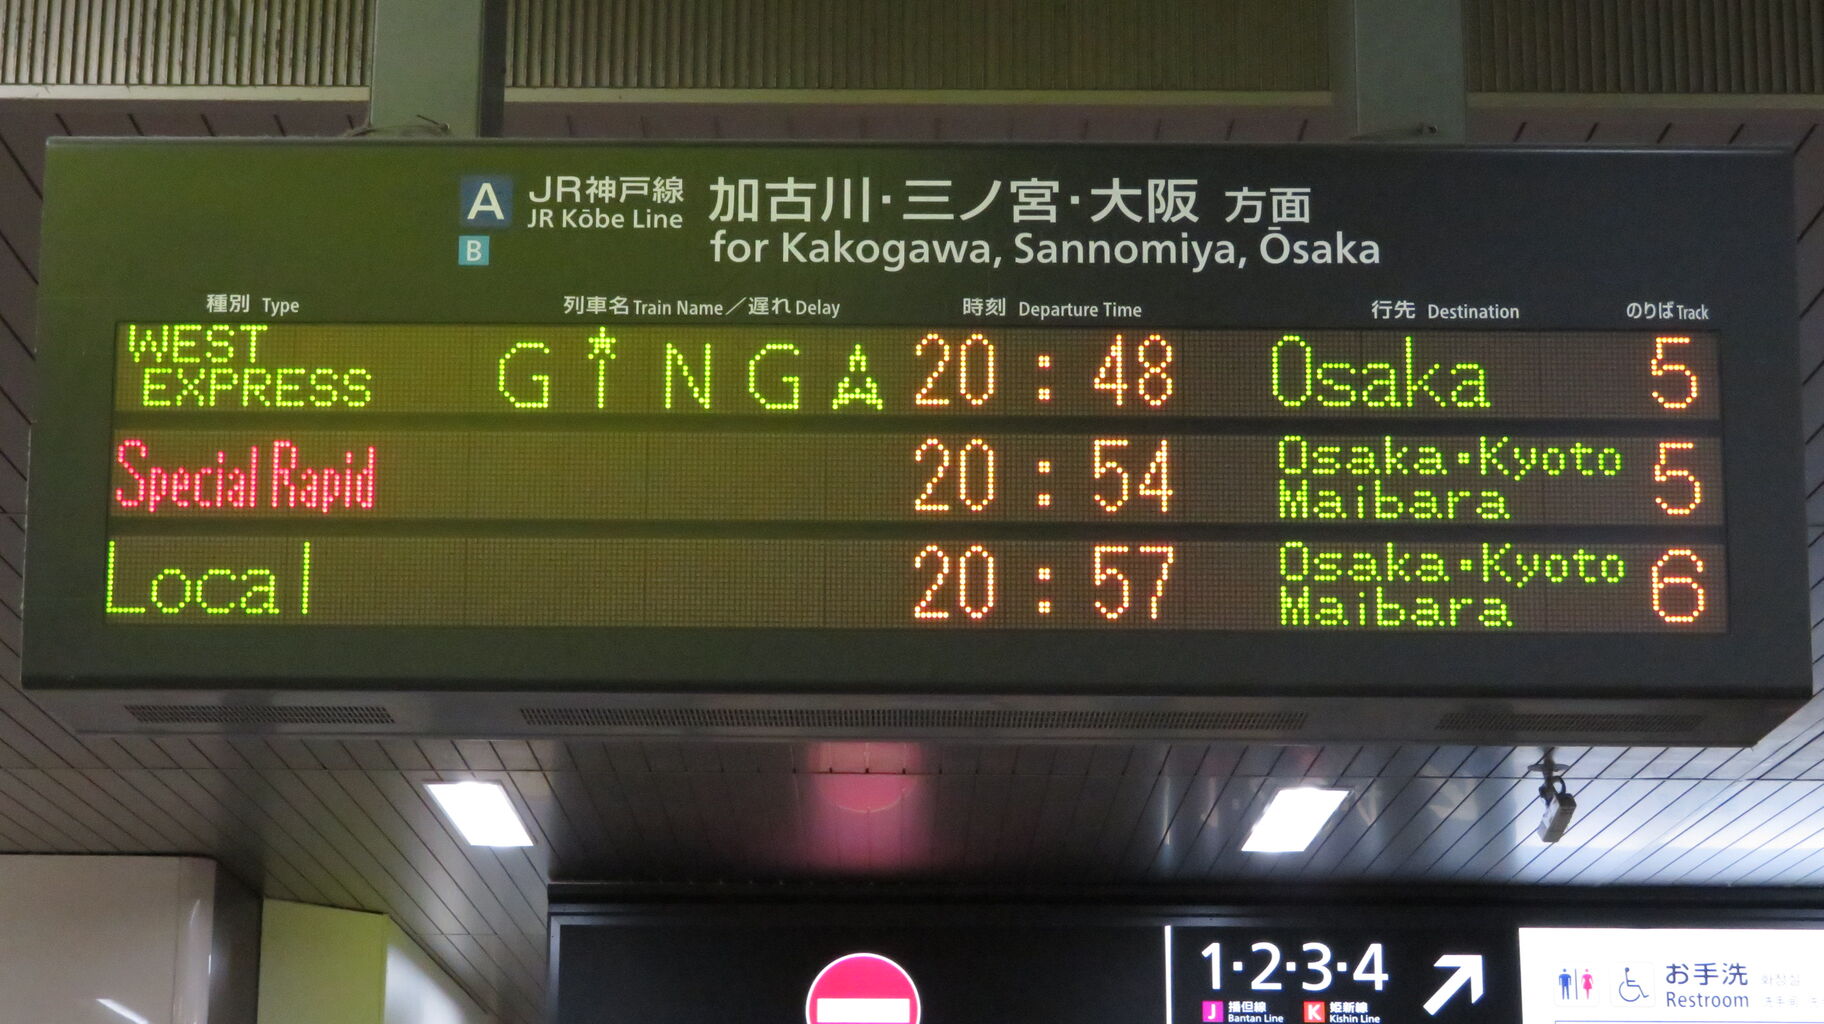 A JR神戸線 加古川・三ノ宮・大阪 方面
JR Kōbe Line
B for Kakogawa, Sannomiya, Ōsaka
種別 Type 列車名 Train Name／遅れ Delay 時刻 Departure Time 行先 Destination のりば Track
WEST
EXPRESS GINGA 20:48 Osaka 5
Special Rapid 20:54 Osaka・Kyoto
Maibara 5
Local 20:57 Osaka・Kyoto
Maibara 6
1・2・3・4
J 播但線
Bantan Line
K 姫新線
Kishin Line
お手洗
Restroom